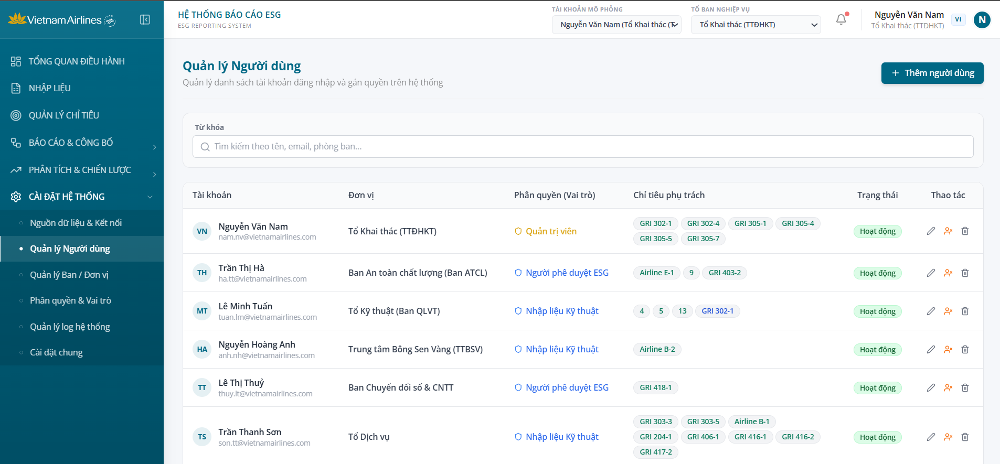 VietnamAirlines
HỆ THỐNG BÁO CÁO ESG
ESG REPORTING SYSTEM
TÀI KHOẢN MÔ PHỎNG
Nguyễn Văn Nam (Tổ Khai thác (T
TỔ BAN NGHIỆP VỤ
Tổ Khai thác (TTĐHKT)
Nguyễn Văn Nam
Tổ Khai thác (TTĐHKT)
VI
N
TỔNG QUAN ĐIỀU HÀNH
NHẬP LIỆU
QUẢN LÝ CHỈ TIÊU
BÁO CÁO & CÔNG BỐ
PHÂN TÍCH & CHIẾN LƯỢC
CÀI ĐẶT HỆ THỐNG
Nguồn dữ liệu & Kết nối
Quản lý Người dùng
Quản lý Ban / Đơn vị
Phân quyền & Vai trò
Quản lý log hệ thống
Cài đặt chung
Quản lý Người dùng
Quản lý danh sách tài khoản đăng nhập và gán quyền trên hệ thống
+ Thêm người dùng
Từ khóa
Tìm kiếm theo tên, email, phòng ban...
Tài khoản Đơn vị Phân quyền (Vai trò) Chỉ tiêu phụ trách Trạng thái Thao tác
VN Nguyễn Văn Nam
nam.nv@vietnamairlines.com
Tổ Khai thác (TTĐHKT)
Quản trị viên
GRI 302-1 GRI 302-4 GRI 305-1 GRI 305-4
GRI 305-5 GRI 305-7
Hoạt động
TH Trần Thị Hà
ha.tt@vietnamairlines.com
Ban An toàn chất lượng (Ban ATCL)
Người phê duyệt ESG
Airline E-1 9 GRI 403-2
Hoạt động
MT Lê Minh Tuấn
tuan.lm@vietnamairlines.com
Tổ Kỹ thuật (Ban QLVT)
Nhập liệu Kỹ thuật
4 5 13 GRI 302-1
Hoạt động
HA Nguyễn Hoàng Anh
anh.nh@vietnamairlines.com
Trung tâm Bông Sen Vàng (TTBSV)
Nhập liệu Kỹ thuật
Airline B-2
Hoạt động
TT Lê Thị Thuỷ
thuy.lt@vietnamairlines.com
Ban Chuyển đổi số & CNTT
Người phê duyệt ESG
GRI 418-1
Hoạt động
TS Trần Thanh Sơn
son.tt@vietnamairlines.com
Tổ Dịch vụ
Nhập liệu Kỹ thuật
GRI 303-3 GRI 303-5 Airline B-1
GRI 204-1 GRI 406-1 GRI 416-1 GRI 416-2
GRI 417-2
Hoạt động